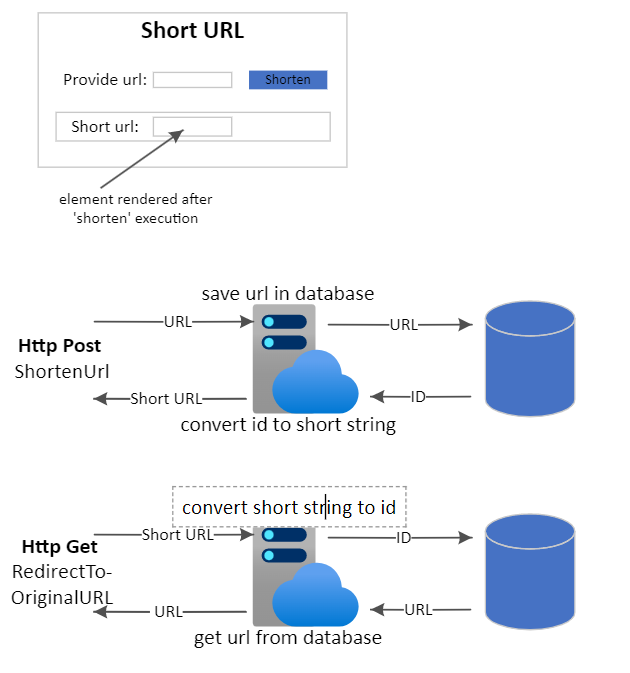 Short URL
Provide url:
Shorten
Short url:
element rendered after
'shorten' execution
save url in database
URL
URL
Http Post
ShortenUrl
Short URL
ID
convert id to short string
convert short string to id
Short URL
ID
Http Get
RedirectTo-
OriginalURL
URL
URL
get url from database